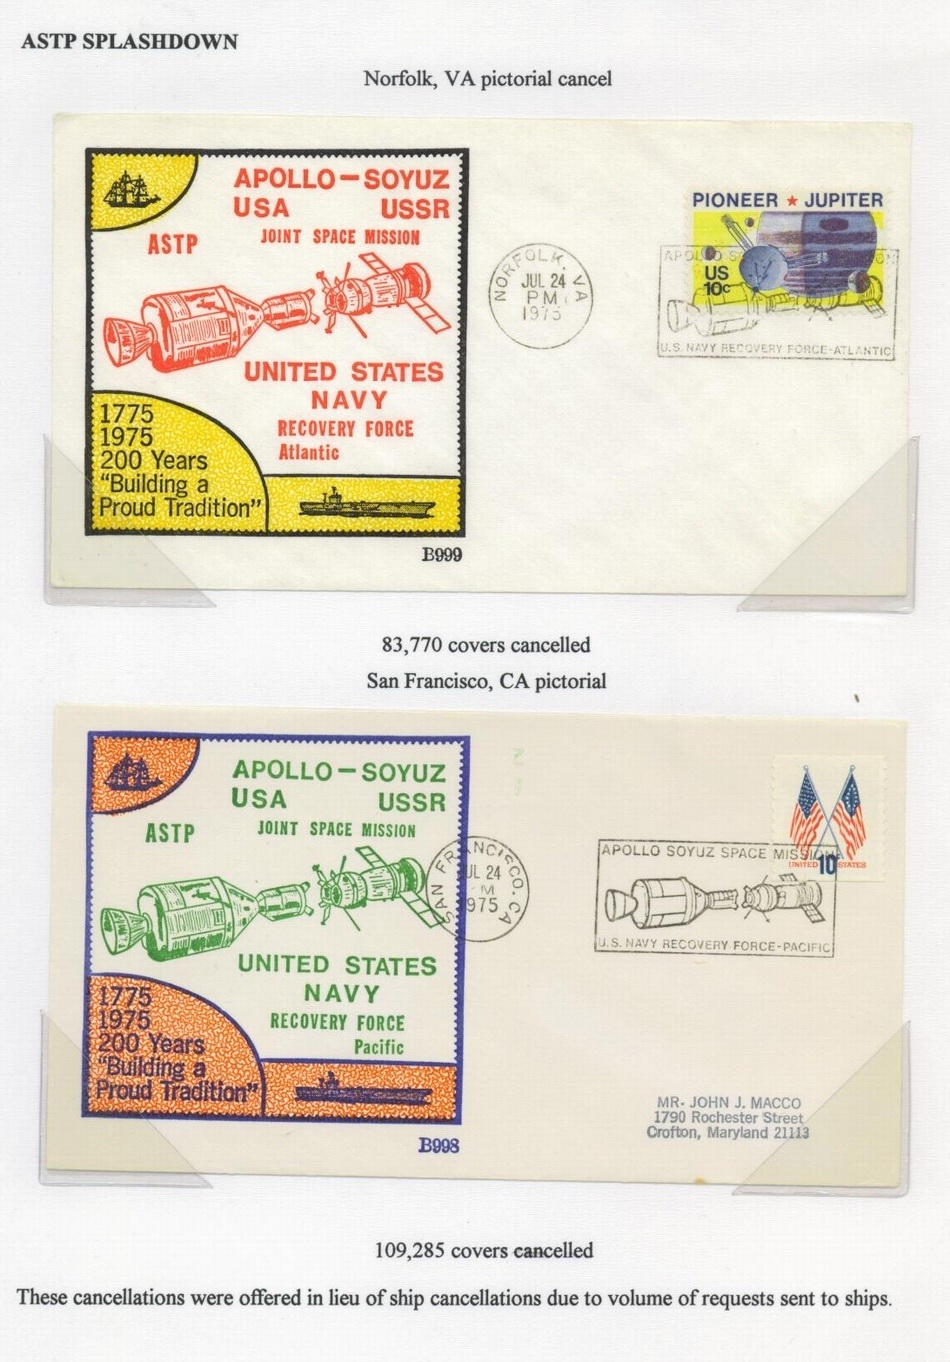 ASTP SPLASHDOWN
Norfolk, VA pictorial cancel
APOLLO–SOYUZ
USA USSR
ASTP JOINT SPACE MISSION
UNITED STATES
NAVY
RECOVERY FORCE
Atlantic
1775
1975
200 Years
“Building a
Proud Tradition”
B999
NORFOLK, VA
JUL 24
PM
1975
PIONEER ★ JUPITER
US
10c
U.S. NAVY RECOVERY FORCE-ATLANTIC
83,770 covers cancelled
San Francisco, CA pictorial
APOLLO–SOYUZ
USA USSR
ASTP JOINT SPACE MISSION
UNITED STATES
NAVY
RECOVERY FORCE
Pacific
1775
1975
200 Years
“Building a
Proud Tradition”
B998
SAN FRANCISCO, CA
JUL 24
M
1975
APOLLO SOYUZ SPACE MISSION
UNITED 10c STATES
U.S. NAVY RECOVERY FORCE-PACIFIC
MR. JOHN J. MACCO
1790 Rochester Street
Crofton, Maryland 21113
109,285 covers cancelled
These cancellations were offered in lieu of ship cancellations due to volume of requests sent to ships.